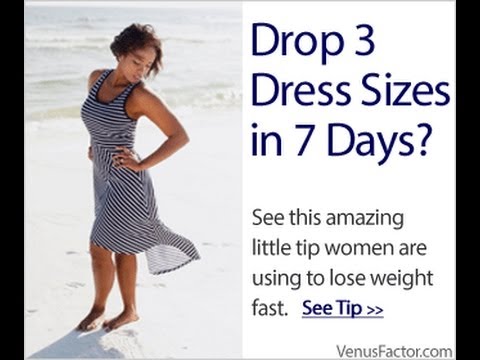 Drop 3
Dress Sizes
in 7 Days?
See this amazing
little tip women are
using to lose weight
fast. See Tip >>
VenusFactor.com